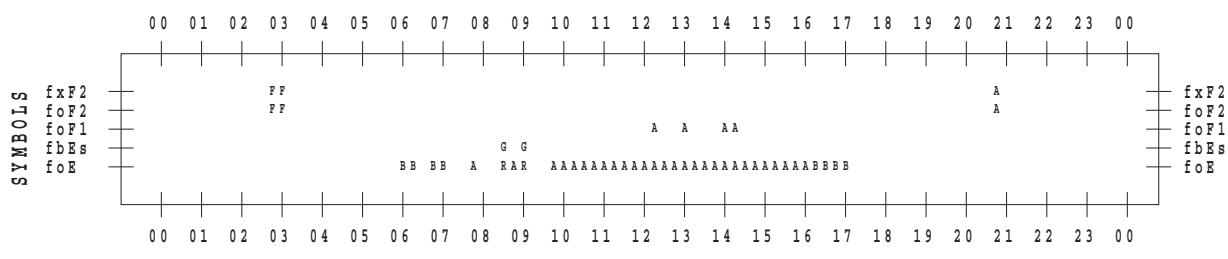 00 01 02 03 04 05 06 07 08 09 10 11 12 13 14 15 16 17 18 19 20 21 22 23 00
SYMBOLS
fxF2 FF A fxF2
foF2 FF A foF2
foF1 A A AA foF1
fbEs G G fbEs
foE BB BB A RAR AAAAAAAAAAAAAAAAAAAAAAAAAABBBB foE
00 01 02 03 04 05 06 07 08 09 10 11 12 13 14 15 16 17 18 19 20 21 22 23 00